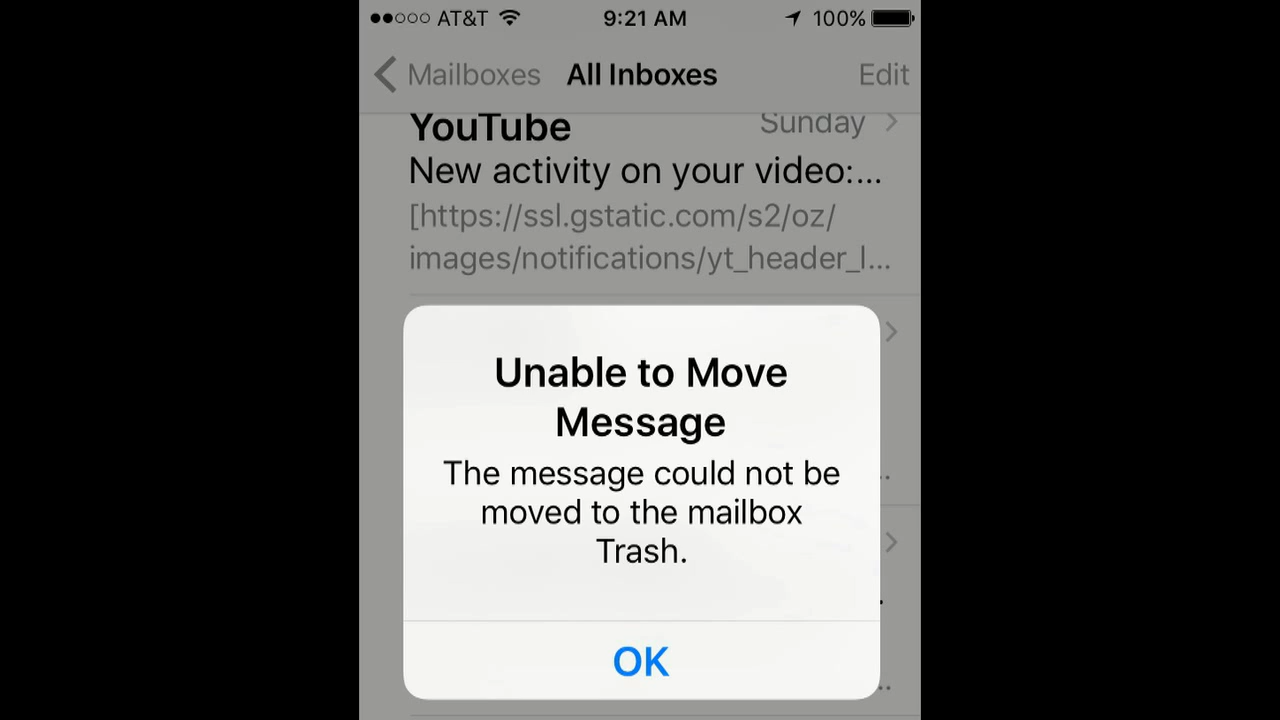 AT&T 9:21 AM 100%
Mailboxes All Inboxes Edit
YouTube Sunday
New activity on your video:...
[https://ssl.gstatic.com/s2/oz/
images/notifications/yt_header_l...
Unable to Move
Message
The message could not be
moved to the mailbox
Trash.
OK